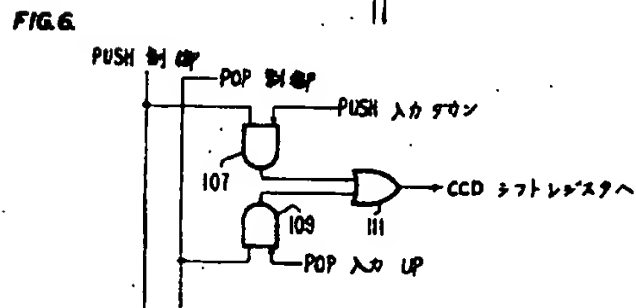 FIG.6.
11
PUSH 制御
POP 制御
PUSH 入力 ダウン
107
CCD シフトレジスタへ
109
111
POP 入力 UP